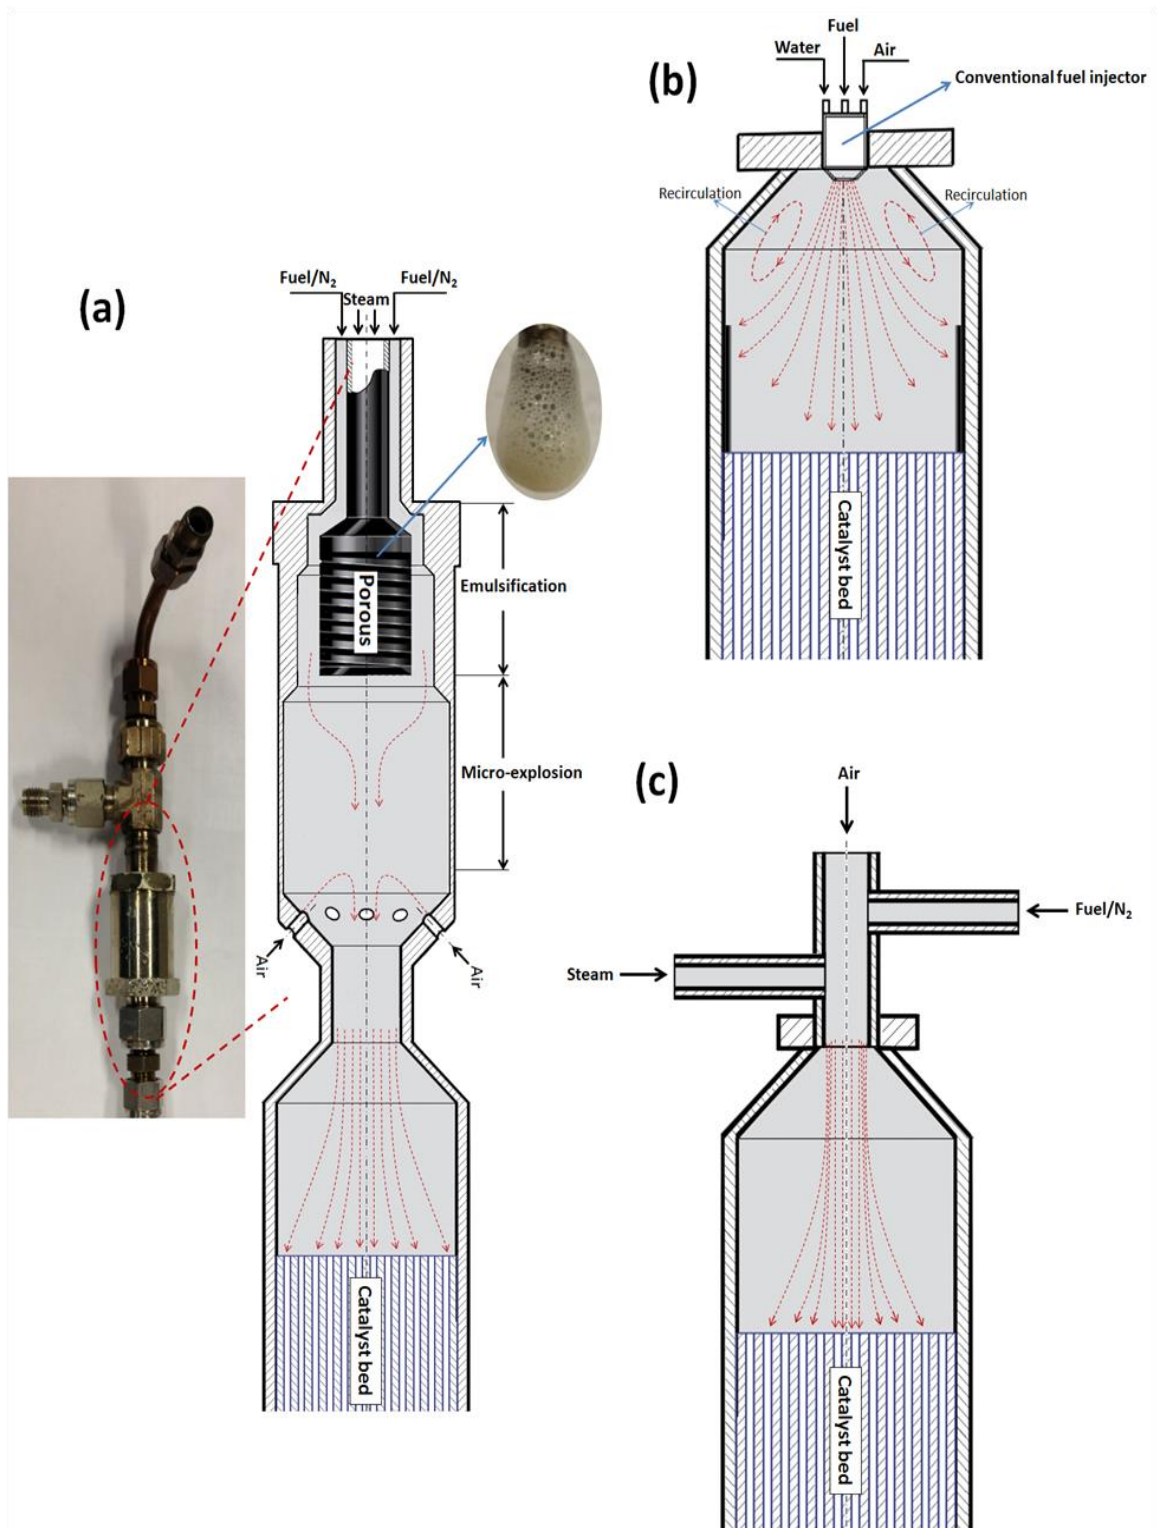 (a)
Fuel/N2
Fuel/N2
Steam
Porous
Emulsification
Micro-explosion
Air
Air
Catalyst bed
(b)
Fuel
Water
Air
Conventional fuel injector
Recirculation
Recirculation
Catalyst bed
(c)
Air
Fuel/N2
Steam
Catalyst bed